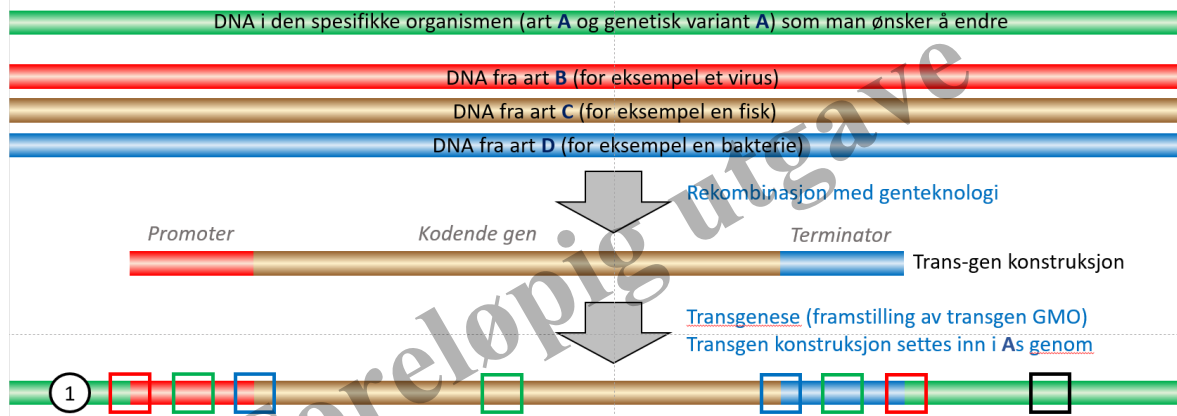 DNA i den spesifikke organismen (art A og genetisk variant A) som man ønsker å endre
DNA fra art B (for eksempel et virus)
DNA fra art C (for eksempel en fisk)
DNA fra art D (for eksempel en bakterie)
Rekombinasjon med genteknologi
Promoter
Kodende gen
Terminator
Trans-gen konstruksjon
Transgenese (framstilling av transgen GMO)
Transgen konstruksjon settes inn i As genom
1
oreløpig utgave